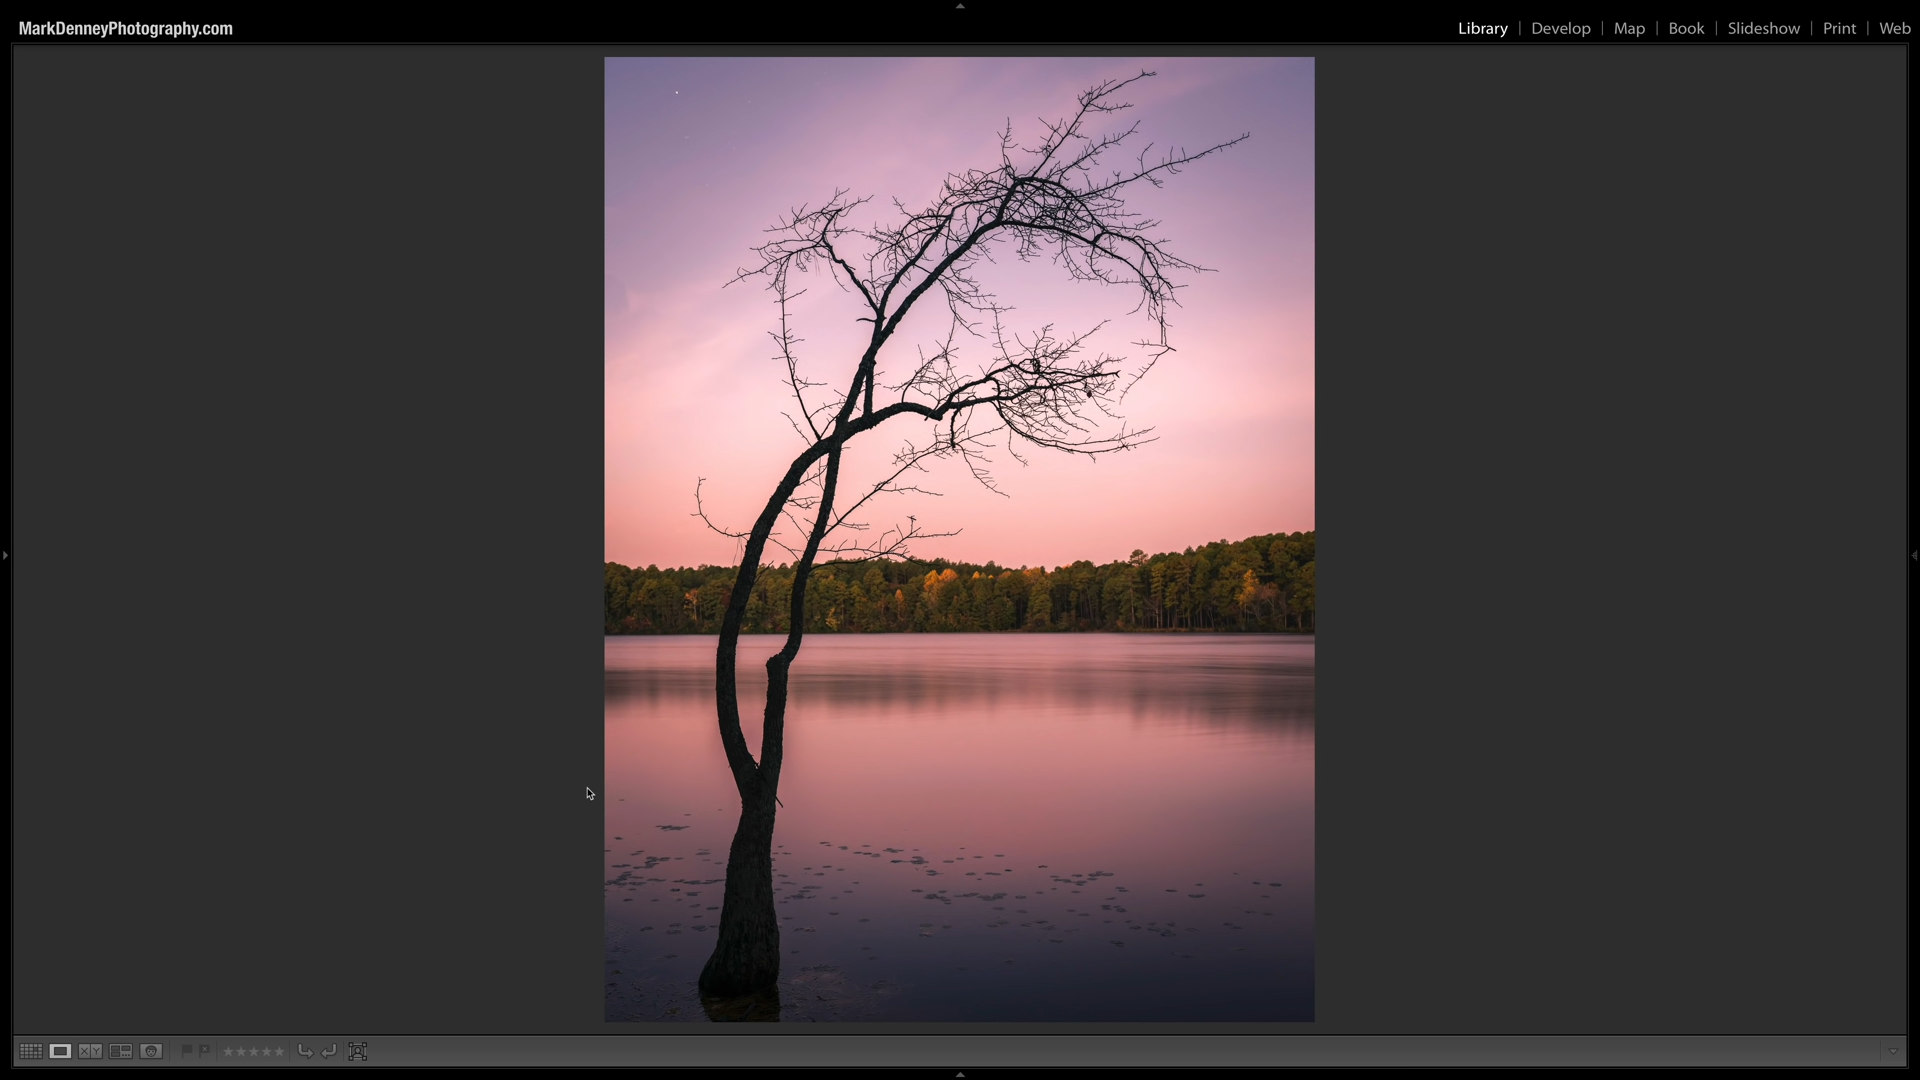 MarkDenneyPhotography.com
Library | Develop | Map | Book | Slideshow | Print | Web
X Y